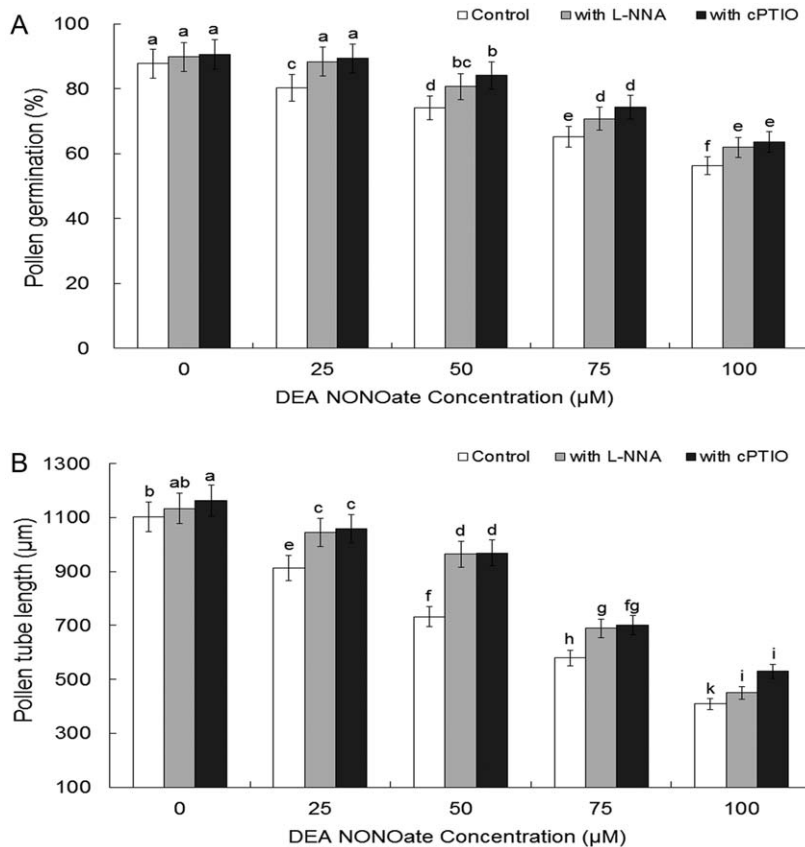 A
Control with L-NNA with cPTIO
Pollen germination (%)
100
80
60
40
20
0
a a a
c a a
d bc b
e d d
f e e
0 25 50 75 100
DEA NONOate Concentration (µM)
B
Control with L-NNA with cPTIO
Pollen tube length (µm)
1300
1100
900
700
500
300
100
b ab a
e c c
f d d
h g fg
k i i
0 25 50 75 100
DEA NONOate Concentration (µM)